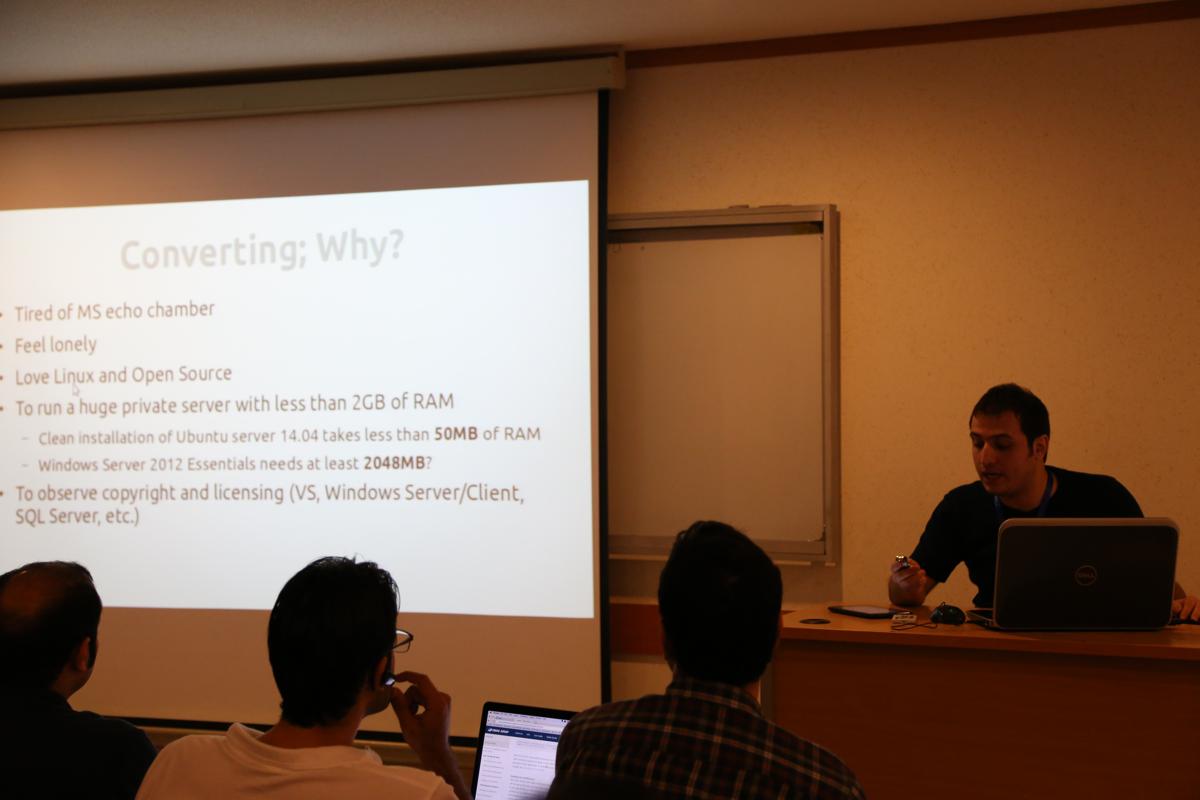 Converting; Why?
• Tired of MS echo chamber
• Feel lonely
• Love Linux and Open Source
• To run a huge private server with less than 2GB of RAM
– Clean installation of Ubuntu server 14.04 takes less than 50MB of RAM
– Windows Server 2012 Essentials needs at least 2048MB?
• To observe copyright and licensing (VS, Windows Server/Client,
SQL Server, etc.)
DELL